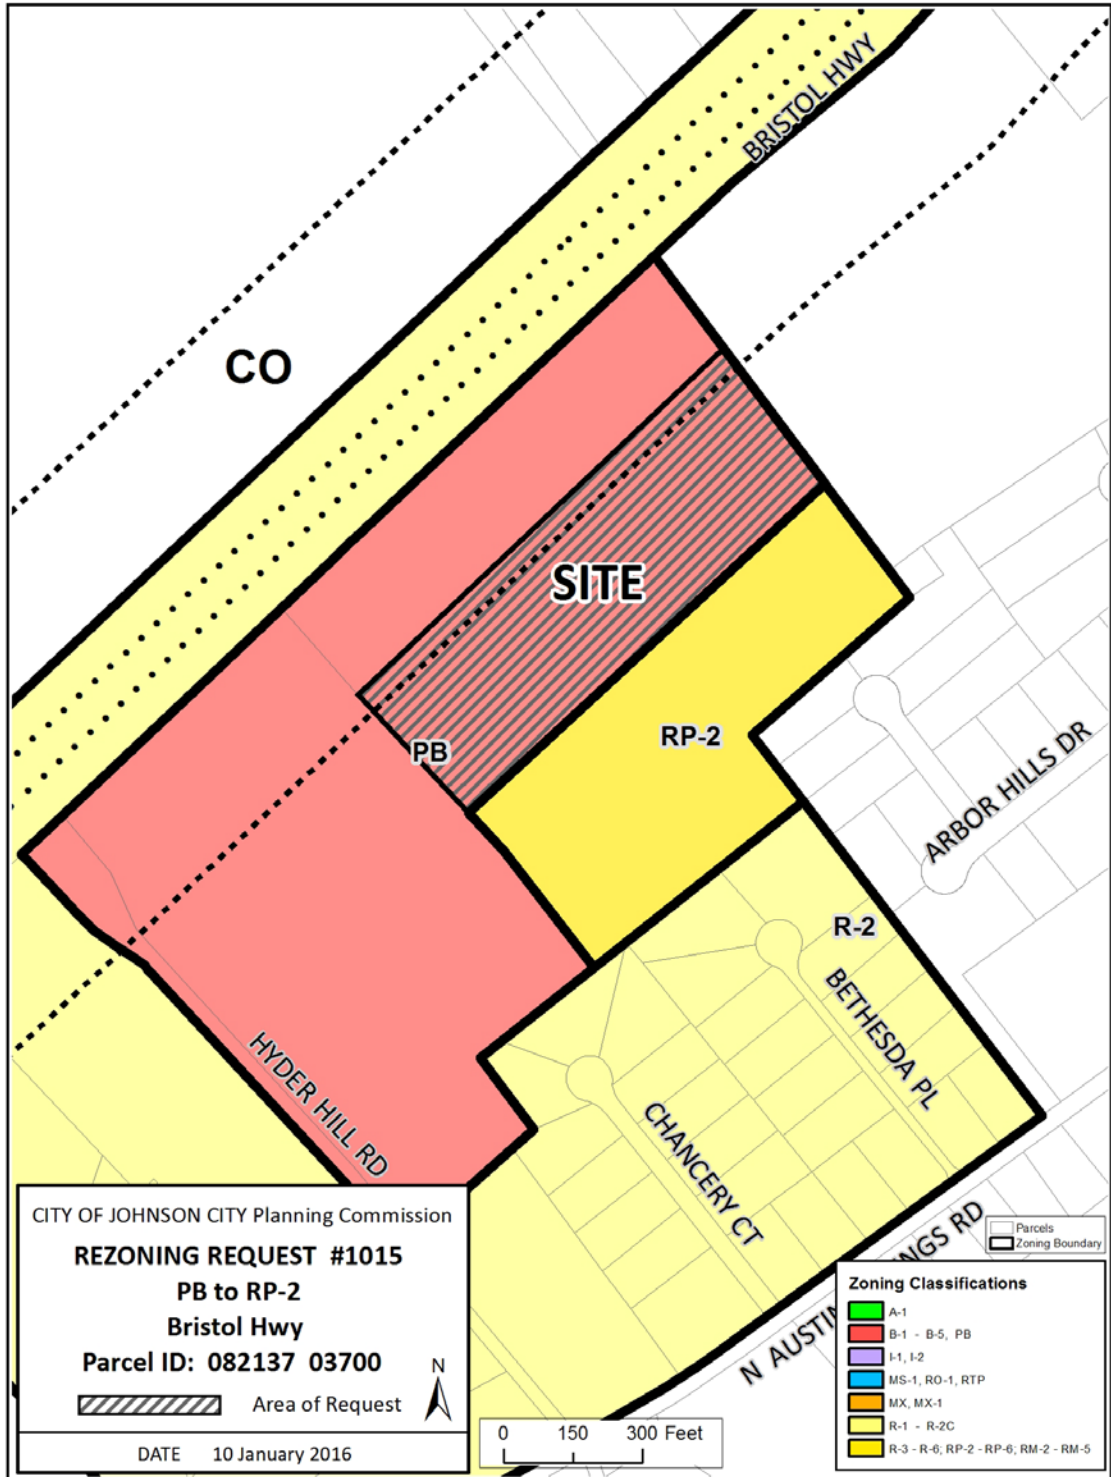 BRISTOL HWY
CO
SITE
RP-2
PB
ARBOR HILLS DR
R-2
BETHESDA PL
HYDER HILL RD
CHANCERY CT
N AUSTIN
NGS RD
CITY OF JOHNSON CITY Planning Commission
REZONING REQUEST #1015
PB to RP-2
Bristol Hwy
Parcel ID: 082137 03700
Area of Request
N
DATE 10 January 2016
0 150 300 Feet
Parcels
Zoning Boundary
Zoning Classifications
A-1
B-1 - B-5, PB
I-1, I-2
MS-1, RO-1, RTP
MX, MX-1
R-1 - R-2C
R-3 - R-6; RP-2 - RP-6; RM-2 - RM-5